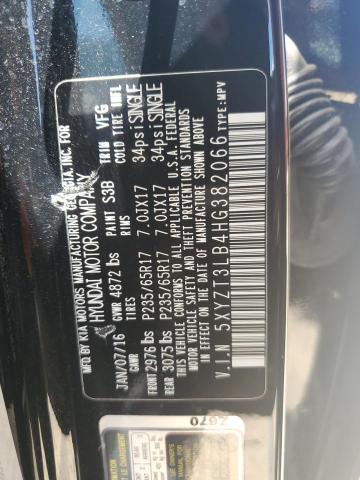 MFD BY KIA MOTORS MANUFACTURING GEORGIA, INC. FOR
HYUNDAI MOTOR COMPANY
PAINT S3B TRIM VFG
JAN/07/16 GVWR 4872 lbs
GAWR TIRES RIMS COLD TIRE INFL
FRONT 2976 lbs P235/65R17 7.0JX17 34psi SINGLE
REAR 3075 lbs P235/65R17 7.0JX17 34psi SINGLE
THIS VEHICLE CONFORMS TO ALL APPLICABLE U.S.A. FEDERAL
MOTOR VEHICLE SAFETY, BUMPER, AND THEFT PREVENTION STANDARDS
IN EFFECT ON THE DATE OF MANUFACTURE SHOWN ABOVE.
V.I.N 5XYZT3LB4HG382066 TYPE:MPV
Z670